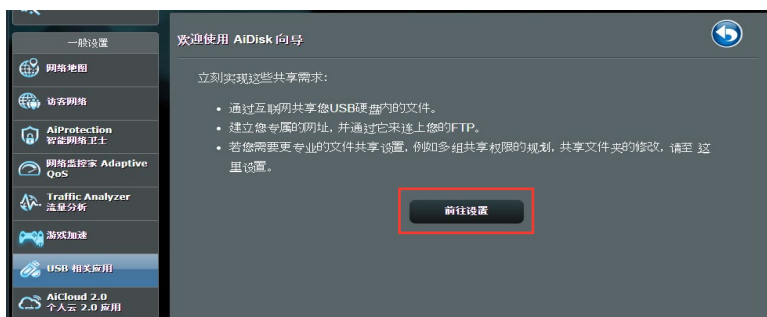 一般设置
网络地图
访客网络
AiProtection
智能网络卫士
网络监控家 Adaptive
QoS
Traffic Analyzer
流量分析
游戏加速
USB 相关应用
AiCloud 2.0
个人云 2.0 应用
欢迎使用 AiDisk 向导
立刻实现这些共享需求:
• 通过互联网共享您USB硬盘内的文件。
• 建立您专属的网址, 并通过它来连上您的FTP。
• 若您需要更专业的文件共享设置, 例如多组共享权限的规划, 共享文件夹的修改, 请至 这
里设置。
前往设置